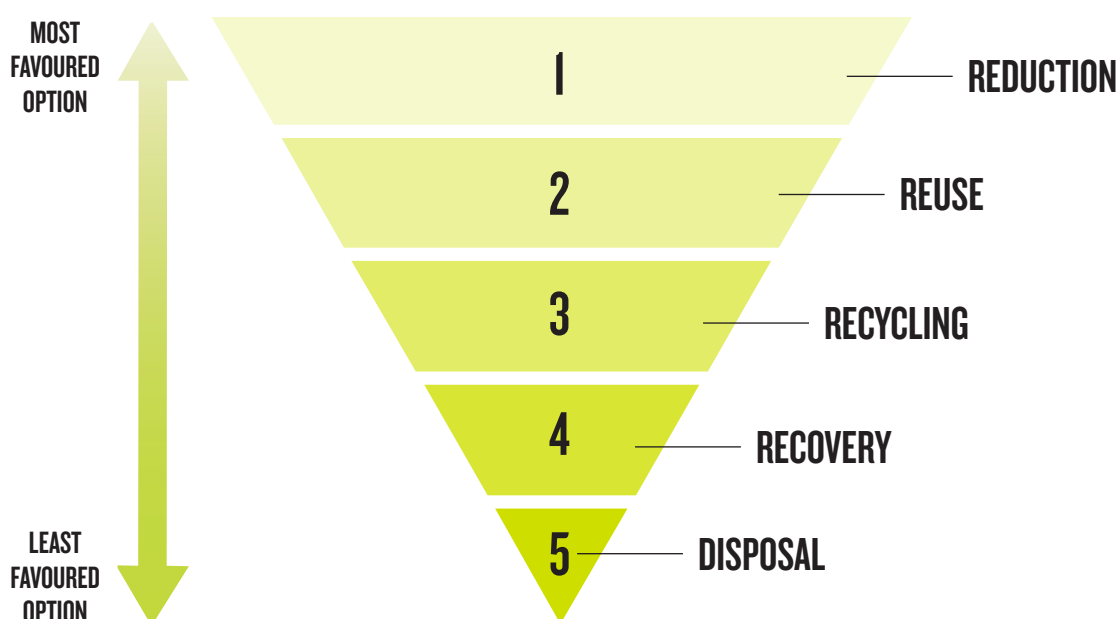 MOST
FAVOURED
OPTION
1
REDUCTION
2
REUSE
3
RECYCLING
4
RECOVERY
5
DISPOSAL
LEAST
FAVOURED
OPTION